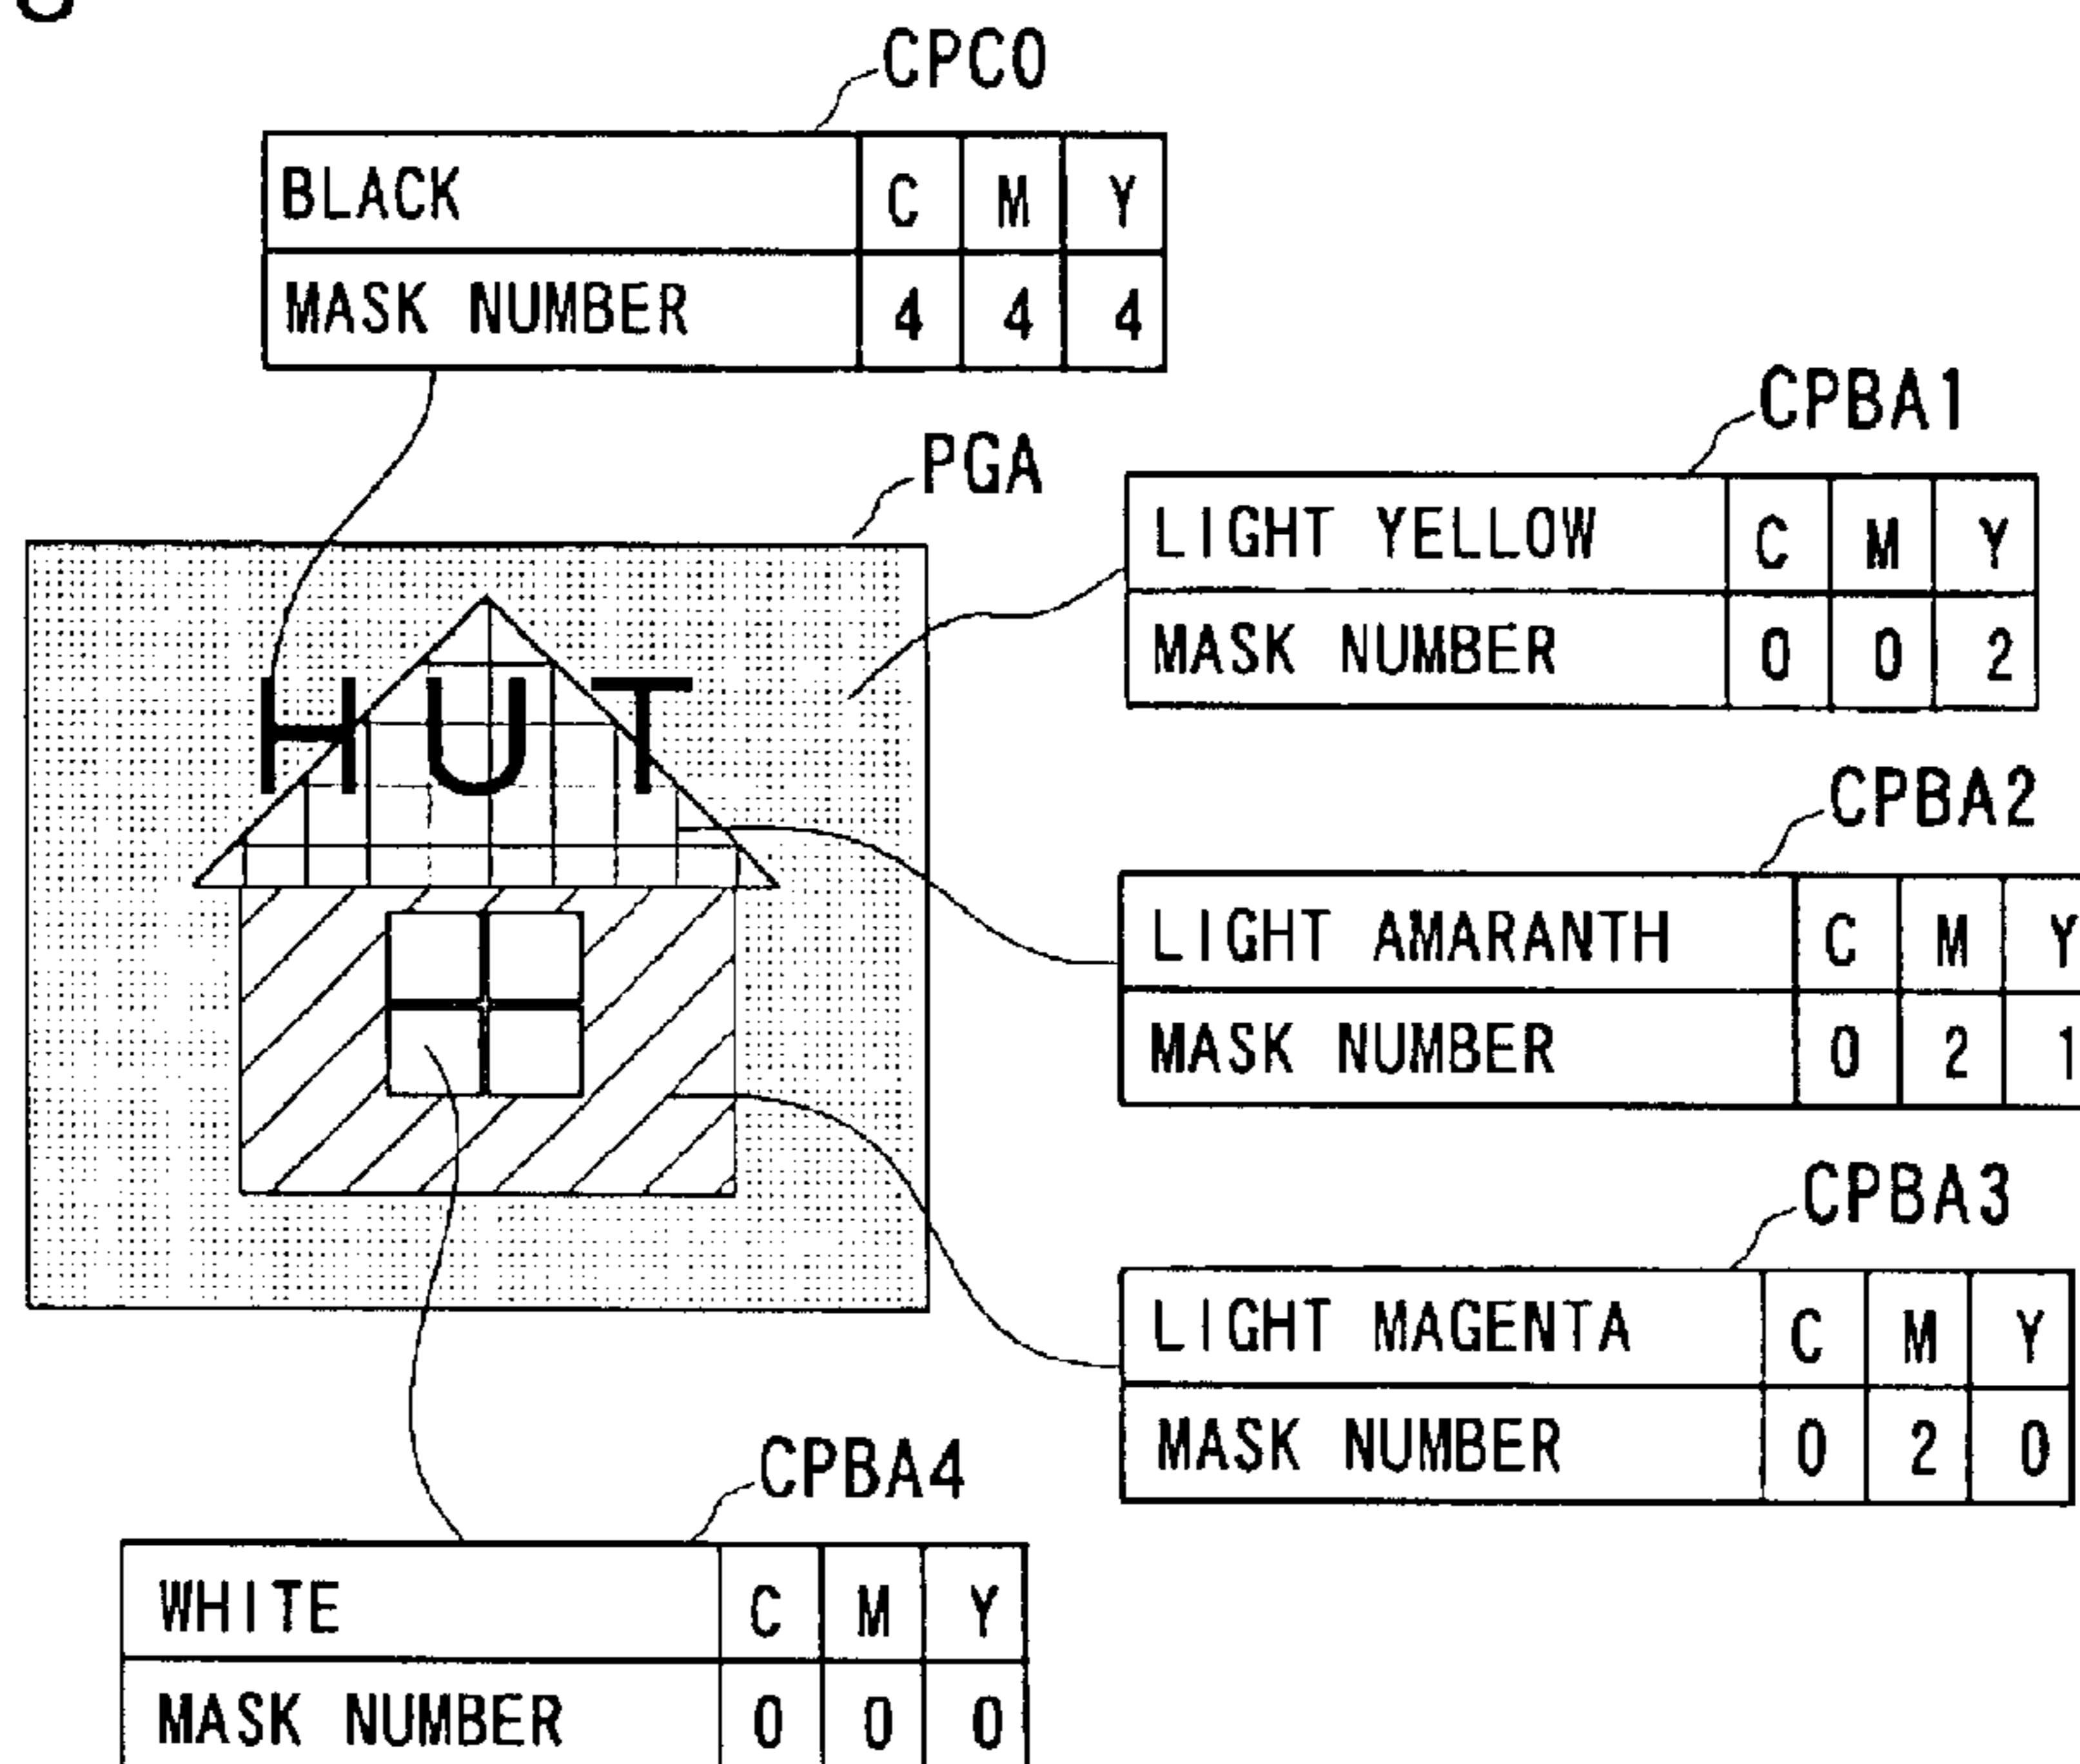 CPC0
BLACK C M Y
MASK NUMBER 4 4 4
CPBA1
PGA
LIGHT YELLOW C M Y
MASK NUMBER 0 0 2
HUT
CPBA2
LIGHT AMARANTH C M Y
MASK NUMBER 0 2 1
CPBA3
LIGHT MAGENTA C M Y
MASK NUMBER 0 2 0
CPBA4
WHITE C M Y
MASK NUMBER 0 0 0